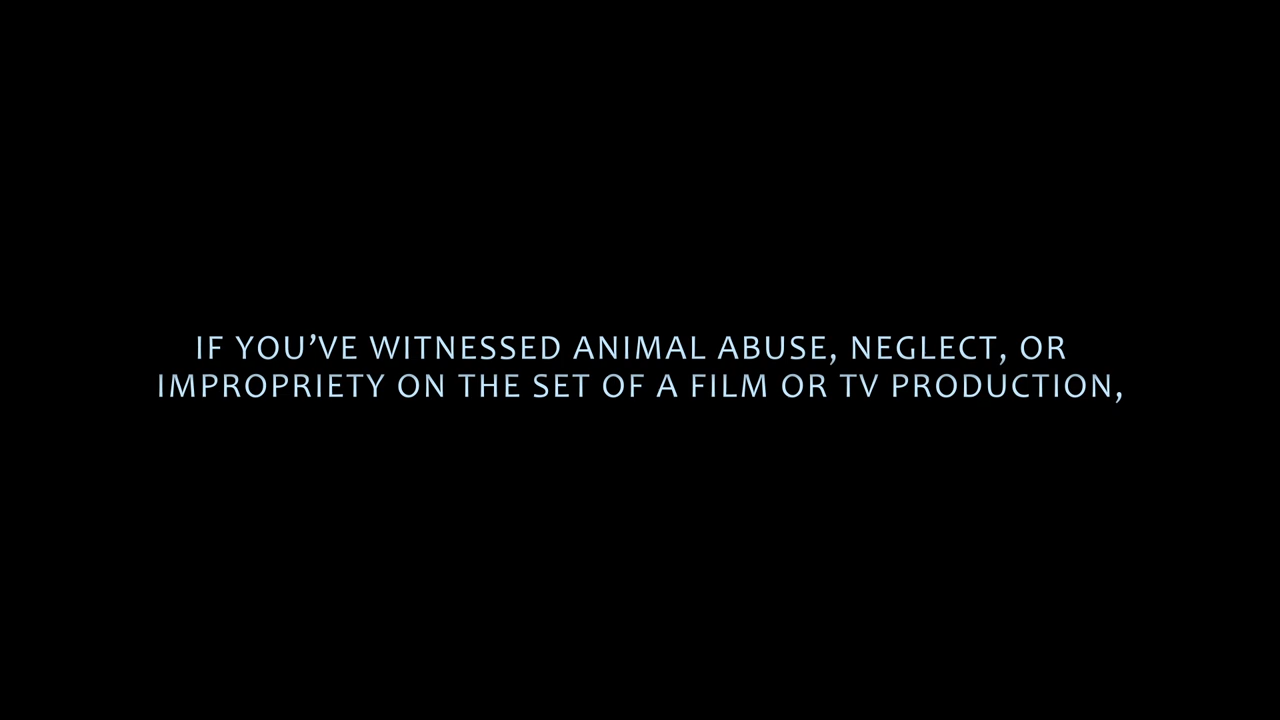 IF YOU’VE WITNESSED ANIMAL ABUSE, NEGLECT, OR
IMPROPRIETY ON THE SET OF A FILM OR TV PRODUCTION,